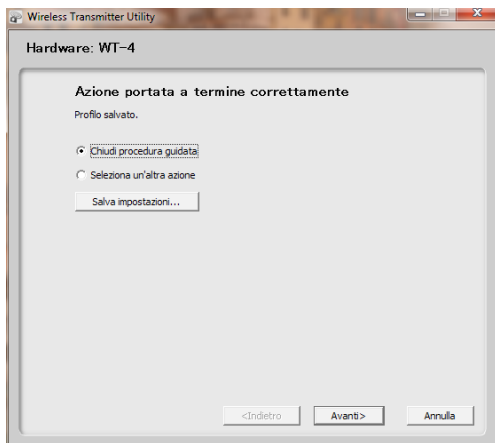 Wireless Transmitter Utility
Hardware: WT-4
Azione portata a termine correttamente
Profilo salvato.
Chiudi procedura guidata
Seleziona un'altra azione
Salva impostazioni...
<Indietro Avanti> Annulla